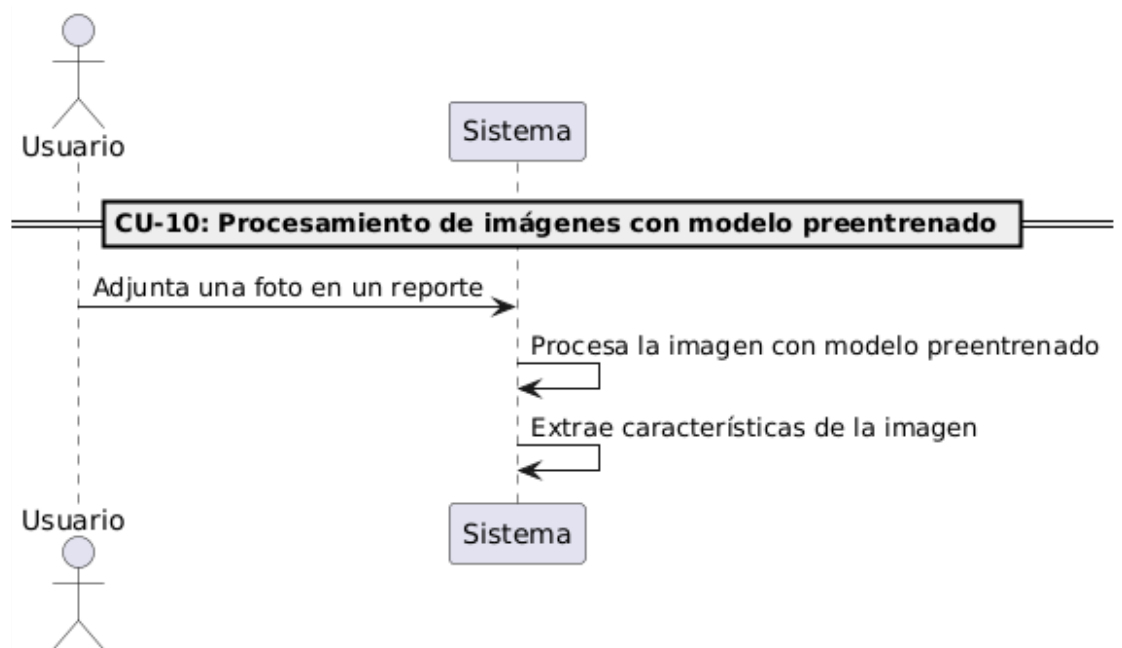 Usuario
Sistema
CU-10: Procesamiento de imágenes con modelo preentrenado
Adjunta una foto en un reporte
Procesa la imagen con modelo preentrenado
Extrae características de la imagen
Usuario
Sistema